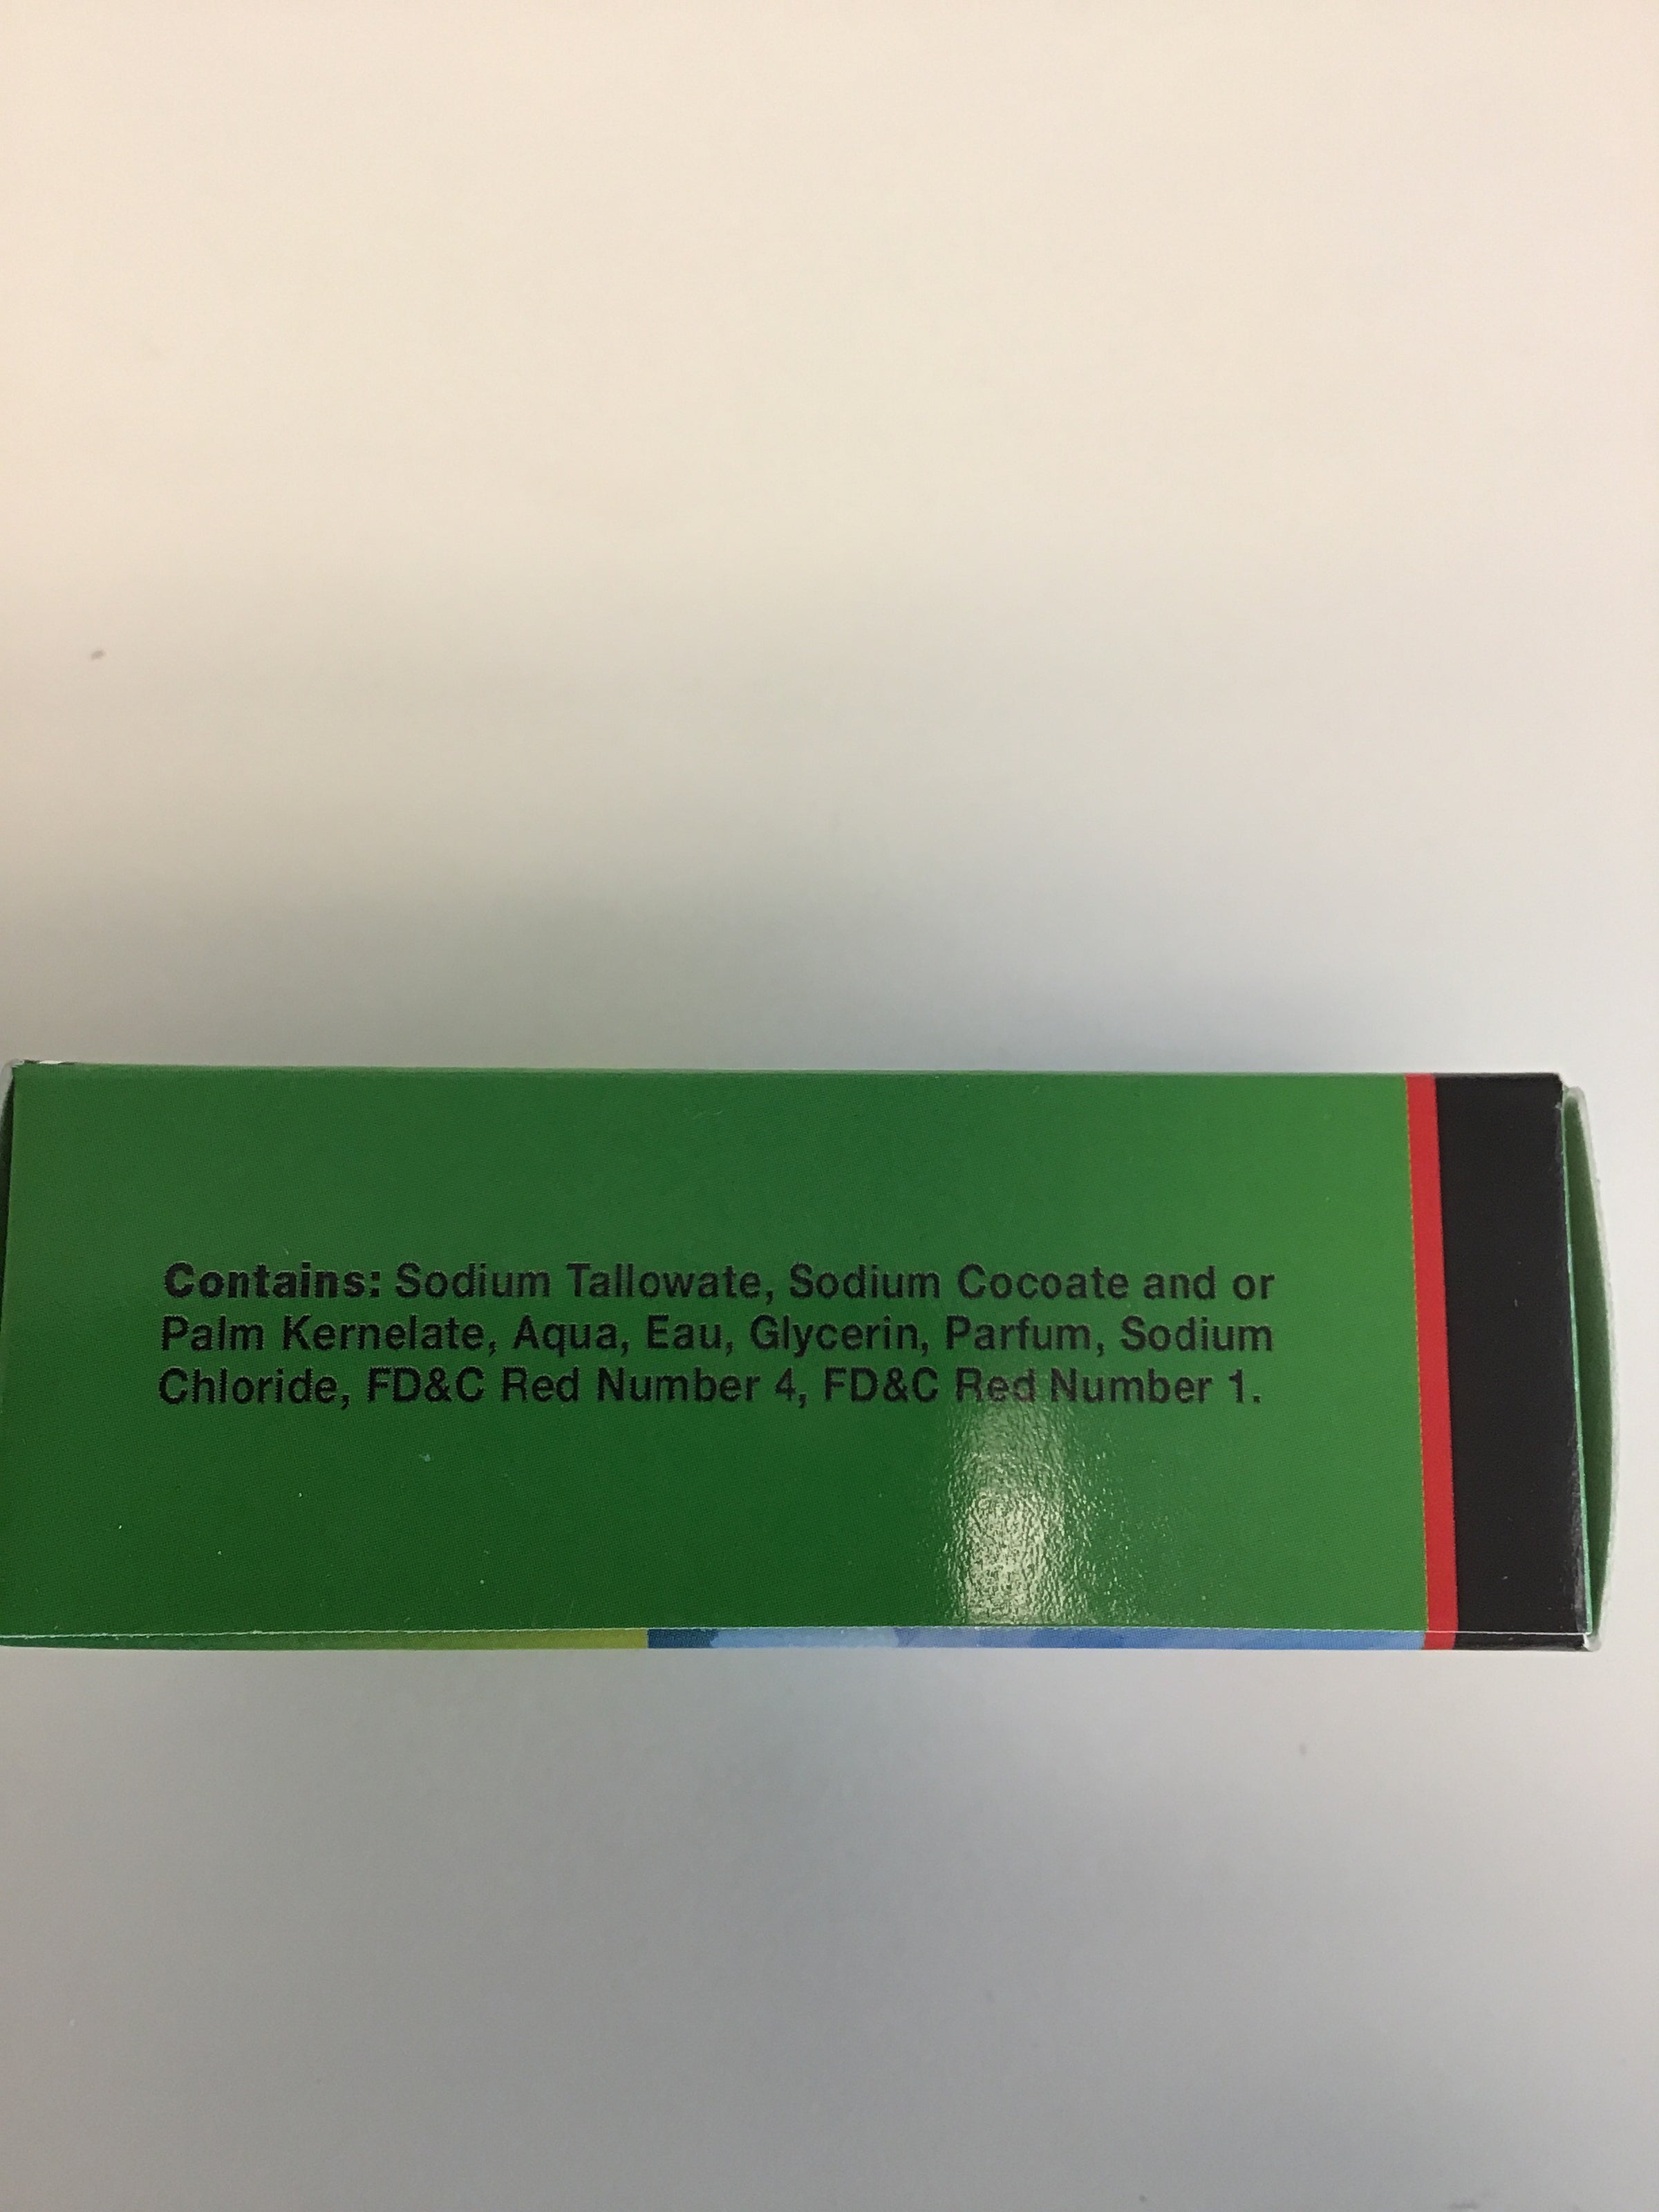 Contains: Sodium Tallowate, Sodium Cocoate and or
Palm Kernelate, Aqua, Eau, Glycerin, Parfum, Sodium
Chloride, FD&C Red Number 4, FD&C Red Number 1.